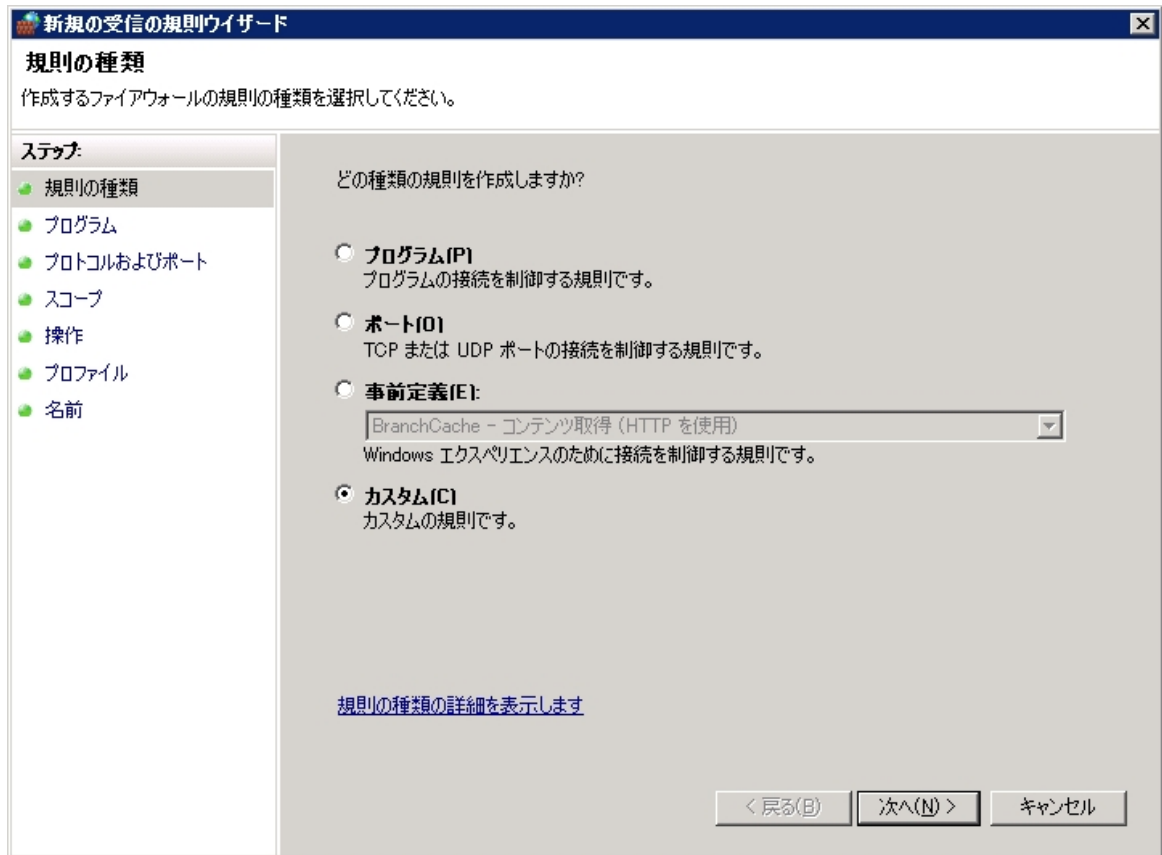 新規の受信の規則ウィザード
規則の種類
作成するファイアウォールの規則の種類を選択してください。
ステップ:
規則の種類
プログラム
プロトコルおよびポート
スコープ
操作
プロファイル
名前
どの種類の規則を作成しますか?
プログラム(P)
プログラムの接続を制御する規則です。
ポート(O)
TCP または UDP ポートの接続を制御する規則です。
事前定義(E):
BranchCache - コンテンツ取得 (HTTP を使用)
Windows エクスペリエンスのために接続を制御する規則です。
カスタム(C)
カスタムの規則です。
規則の種類の詳細を表示します
< 戻る(B)
次へ(N) >
キャンセル